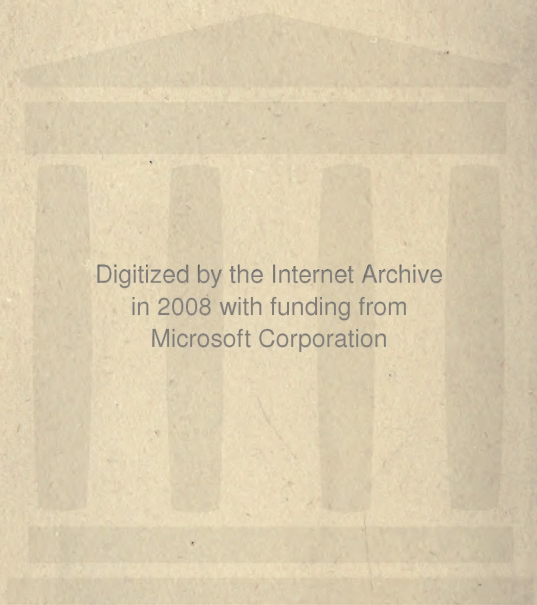 Digitized by the Internet Archive
in 2008 with funding from
Microsoft Corporation